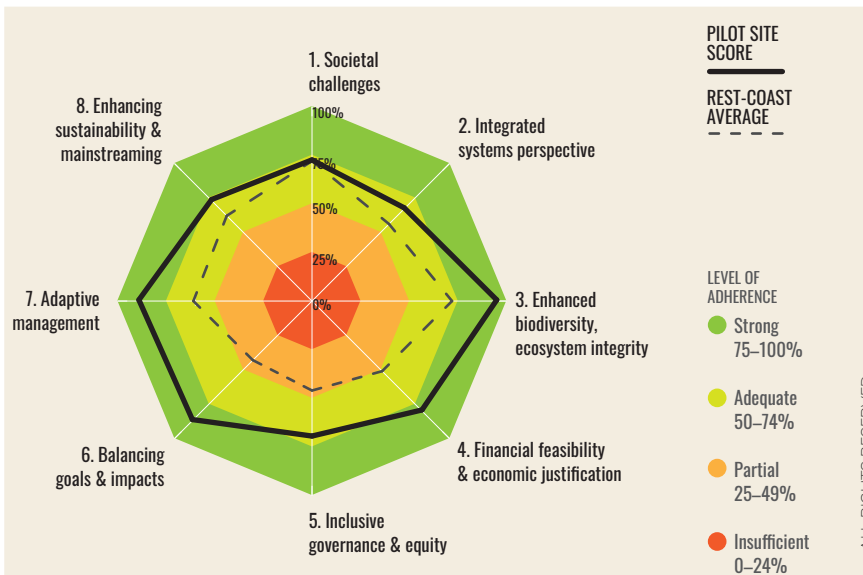 1. Societal
challenges
2. Integrated
systems perspective
3. Enhanced
biodiversity,
ecosystem integrity
4. Financial feasibility
& economic justification
5. Inclusive
governance & equity
6. Balancing
goals & impacts
7. Adaptive
management
8. Enhancing
sustainability &
mainstreaming
100%
75%
50%
25%
0%
PILOT SITE
SCORE
REST-COAST
AVERAGE
LEVEL OF
ADHERENCE
Strong
75–100%
Adequate
50–74%
Partial
25–49%
Insufficient
0–24%